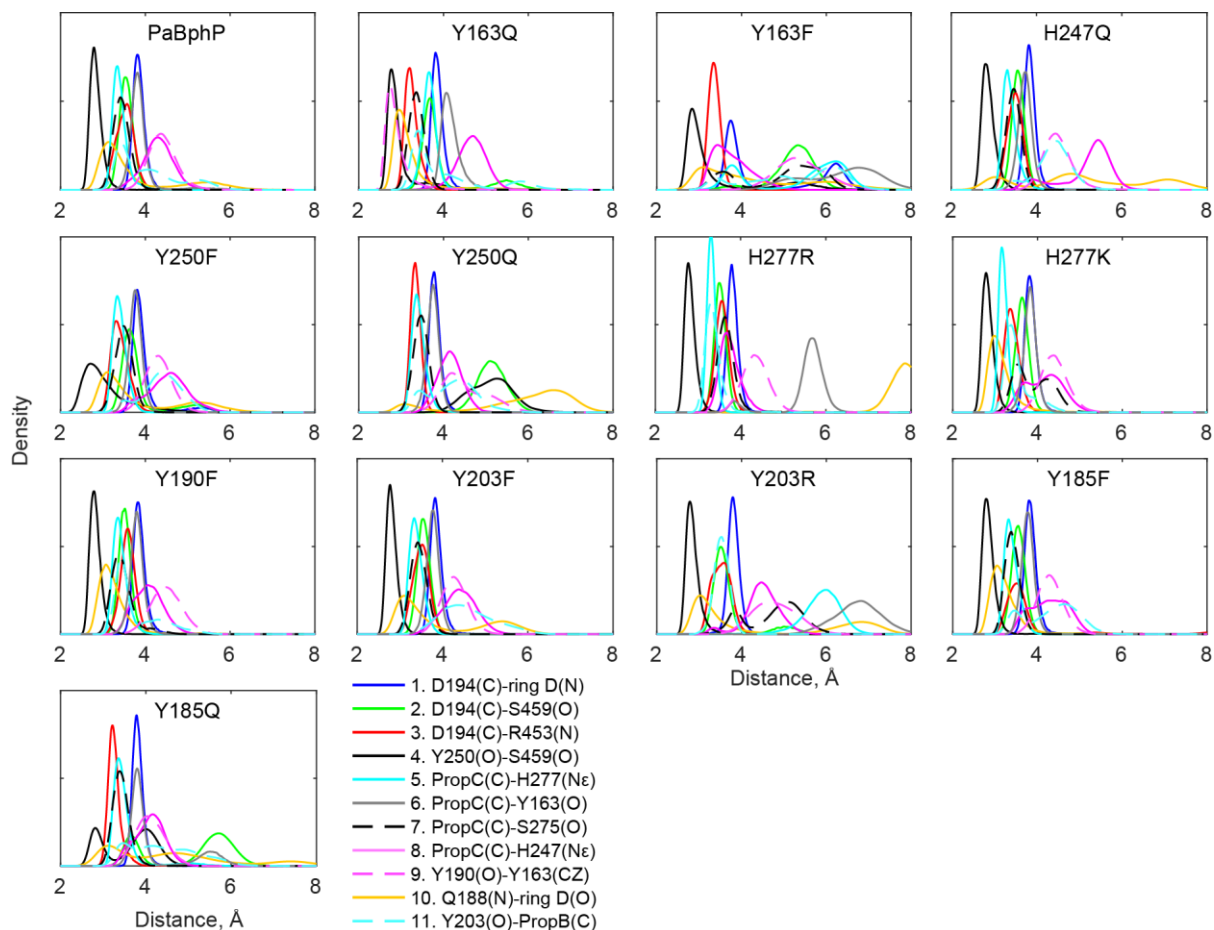 PaBphP Y163Q Y163F H247Q
2 4 6 8 2 4 6 8 2 4 6 8 2 4 6 8
Y250F Y250Q H277R H277K
2 4 6 8 2 4 6 8 2 4 6 8 2 4 6 8
Density
Y190F Y203F Y203R Y185F
2 4 6 8 2 4 6 8 2 4 6 8 2 4 6 8
Distance, Å
Y185Q
2 4 6 8
Distance, Å
1. D194(C)-ring D(N)
2. D194(C)-S459(O)
3. D194(C)-R453(N)
4. Y250(O)-S459(O)
5. PropC(C)-H277(Nε)
6. PropC(C)-Y163(O)
7. PropC(C)-S275(O)
8. PropC(C)-H247(Nε)
9. Y190(O)-Y163(CZ)
10. Q188(N)-ring D(O)
11. Y203(O)-PropB(C)